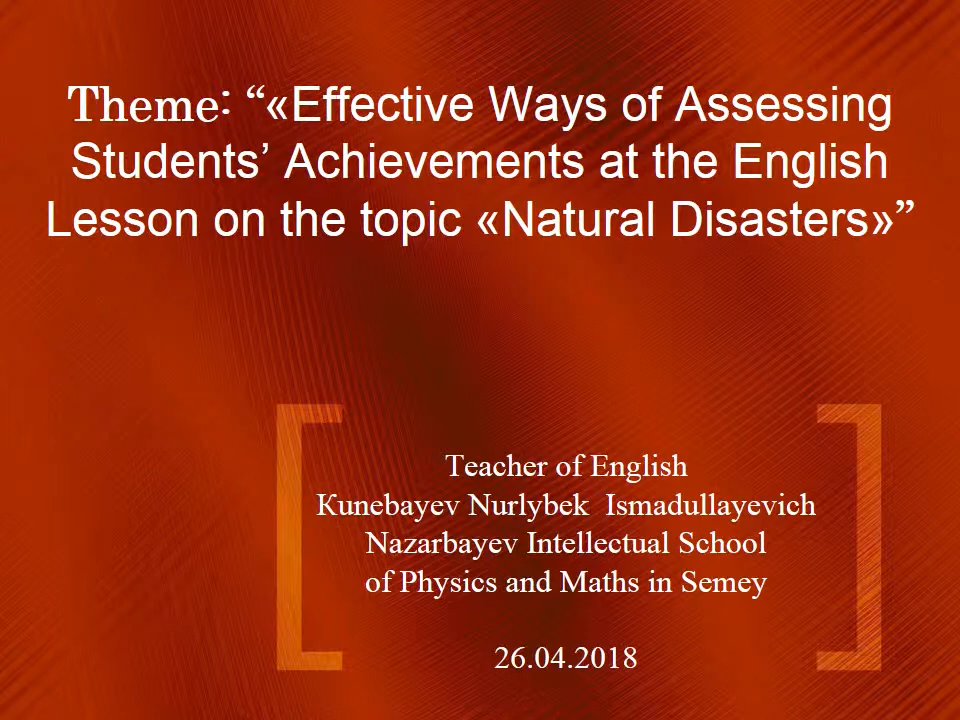 Theme: “«Effective Ways of Assessing
Students’ Achievements at the English
Lesson on the topic «Natural Disasters»”
Teacher of English
Kunebayev Nurlybek Ismadullayevich
Nazarbayev Intellectual School
of Physics and Maths in Semey
26.04.2018